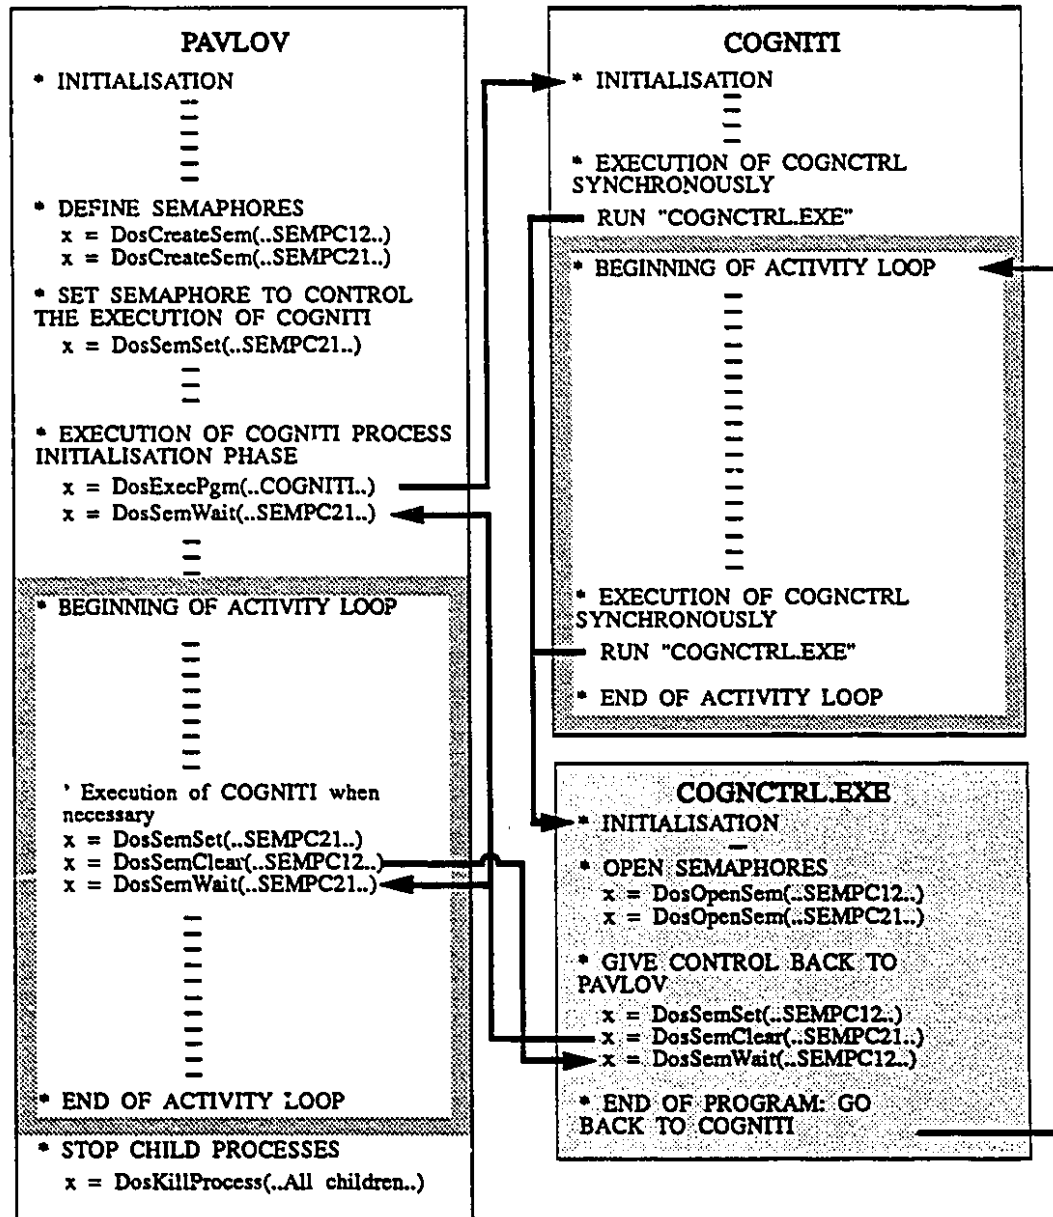 PAVLOV
* INITIALISATION
* DEFINE SEMAPHORES
x = DosCreateSem(..SEMPC12..)
x = DosCreateSem(..SEMPC21..)
* SET SEMAPHORE TO CONTROL
THE EXECUTION OF COGNITI
x = DosSemSet(..SEMPC21..)
* EXECUTION OF COGNITI PROCESS
INITIALISATION PHASE
x = DosExecPgm(..COGNITI..)
x = DosSemWait(..SEMPC21..)
* BEGINNING OF ACTIVITY LOOP
' Execution of COGNITI when
necessary
x = DosSemSet(..SEMPC21..)
x = DosSemClear(..SEMPC12..)
x = DosSemWait(..SEMPC21..)
* END OF ACTIVITY LOOP
* STOP CHILD PROCESSES
x = DosKillProcess(..All children..)
COGNITI
* INITIALISATION
* EXECUTION OF COGNCTRL
SYNCHRONOUSLY
RUN "COGNCTRL.EXE"
* BEGINNING OF ACTIVITY LOOP
* EXECUTION OF COGNCTRL
SYNCHRONOUSLY
RUN "COGNCTRL.EXE"
* END OF ACTIVITY LOOP
COGNCTRL.EXE
* INITIALISATION
* OPEN SEMAPHORES
x = DosOpenSem(..SEMPC12..)
x = DosOpenSem(..SEMPC21..)
* GIVE CONTROL BACK TO
PAVLOV
x = DosSemSet(..SEMPC12..)
x = DosSemClear(..SEMPC21..)
x = DosSemWait(..SEMPC12..)
* END OF PROGRAM: GO
BACK TO COGNITI